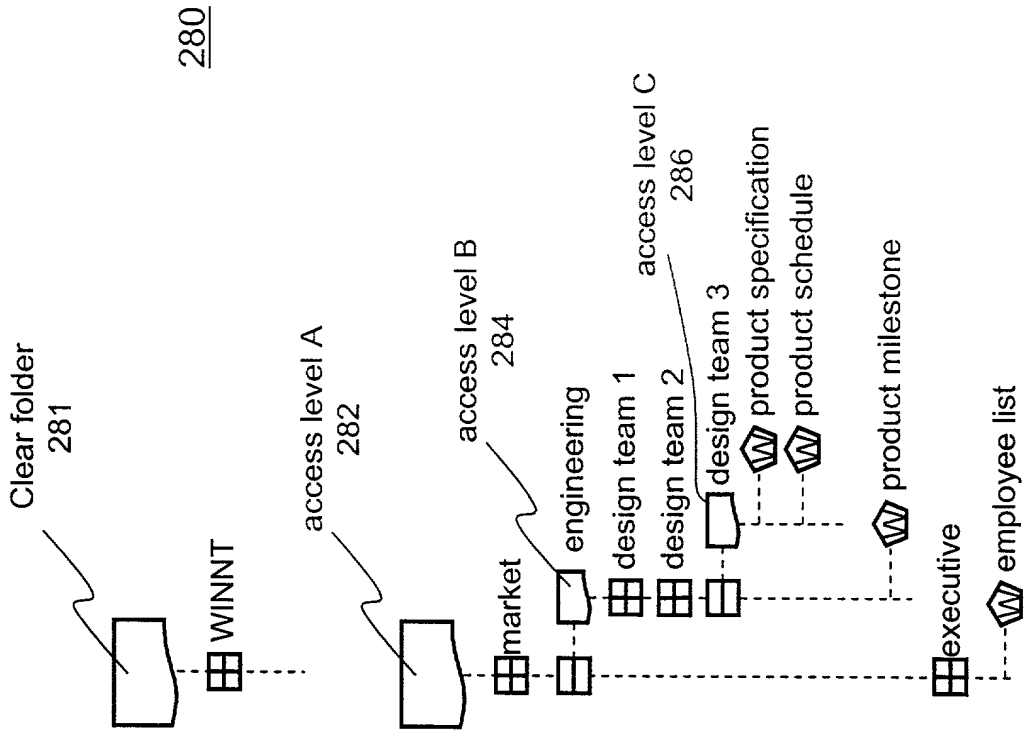 280
Clear folder
281
WINNT
access level A
282
market
access level B
284
engineering
design team 1
design team 2
access level C
286
design team 3
W product specification
W product schedule
W product milestone
executive
W employee list